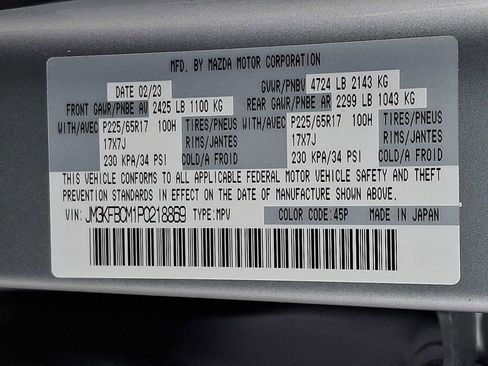 MFD. BY MAZDA MOTOR CORPORATION
DATE 02/23 GVWR/PNBV 4724 LB 2143 KG
FRONT GAWR/PNBE AV 2425 LB 1100 KG REAR GAWR/PNBE AR 2299 LB 1043 KG
WITH/AVEC P225/65R17 100H TIRES/PNEUS WITH/AVEC P225/65R17 100H TIRES/PNEUS
17X7J RIMS/JANTES 17X7J RIMS/JANTES
230 KPA/34 PSI COLD/A FROID 230 KPA/34 PSI COLD/A FROID
THIS VEHICLE CONFORMS TO ALL APPLICABLE FEDERAL MOTOR VEHICLE SAFETY AND THEFT
PREVENTION STANDARDS IN EFFECT ON THE DATE OF MANUFACTURE SHOWN ABOVE.
VIN: JM3KFBCM1P0218869 TYPE: MPV COLOR CODE: 45P MADE IN JAPAN